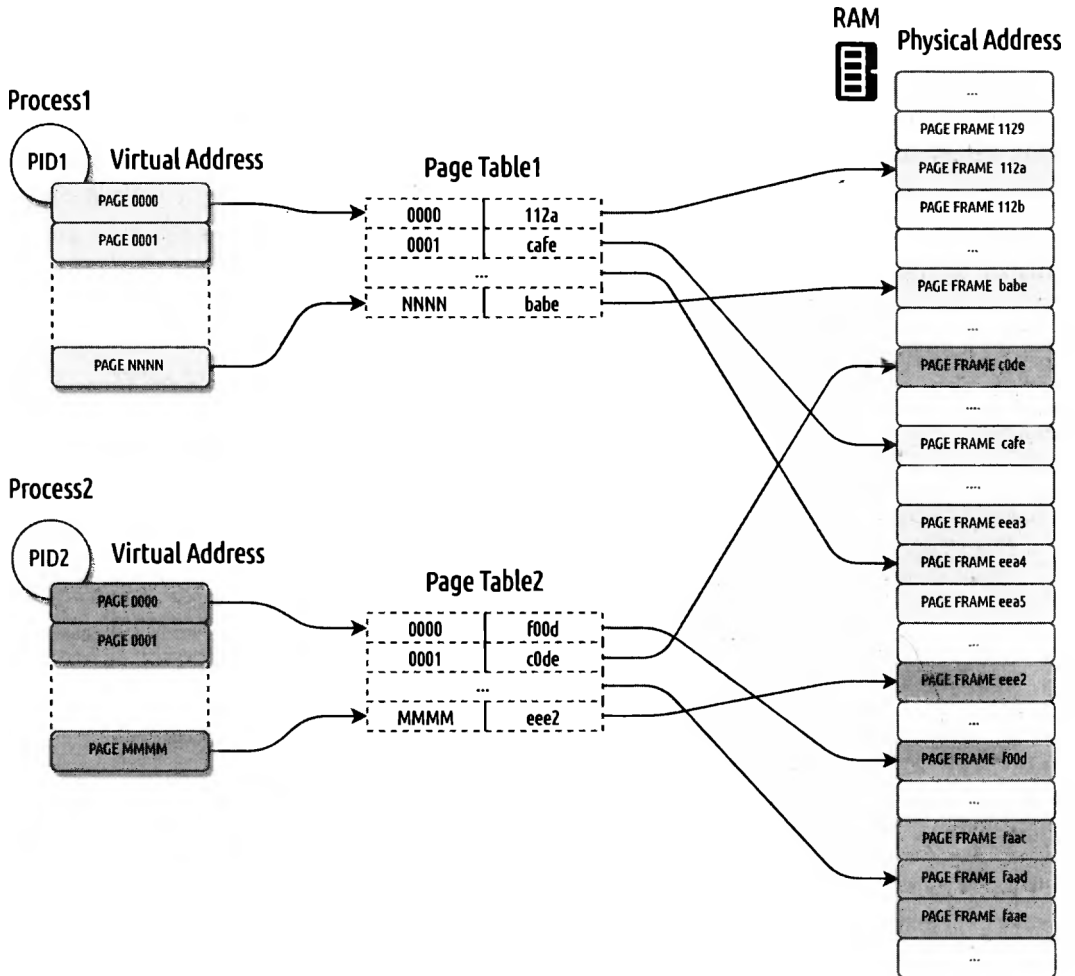 RAM
Physical Address
Process1
PID1
Virtual Address
PAGE 0000
PAGE 0001
PAGE NNNN
Page Table1
0000 112a
0001 cafe
...
NNNN babe
Process2
PID2
Virtual Address
PAGE 0000
PAGE 0001
PAGE MMMM
Page Table2
0000 f00d
0001 c0de
...
MMMM eee2
...
PAGE FRAME 1129
PAGE FRAME 112a
PAGE FRAME 112b
...
PAGE FRAME babe
...
PAGE FRAME c0de
....
PAGE FRAME cafe
....
PAGE FRAME eea3
PAGE FRAME eea4
PAGE FRAME eea5
...
PAGE FRAME eee2
...
PAGE FRAME f00d
...
PAGE FRAME faac
PAGE FRAME faad
PAGE FRAME faae
...